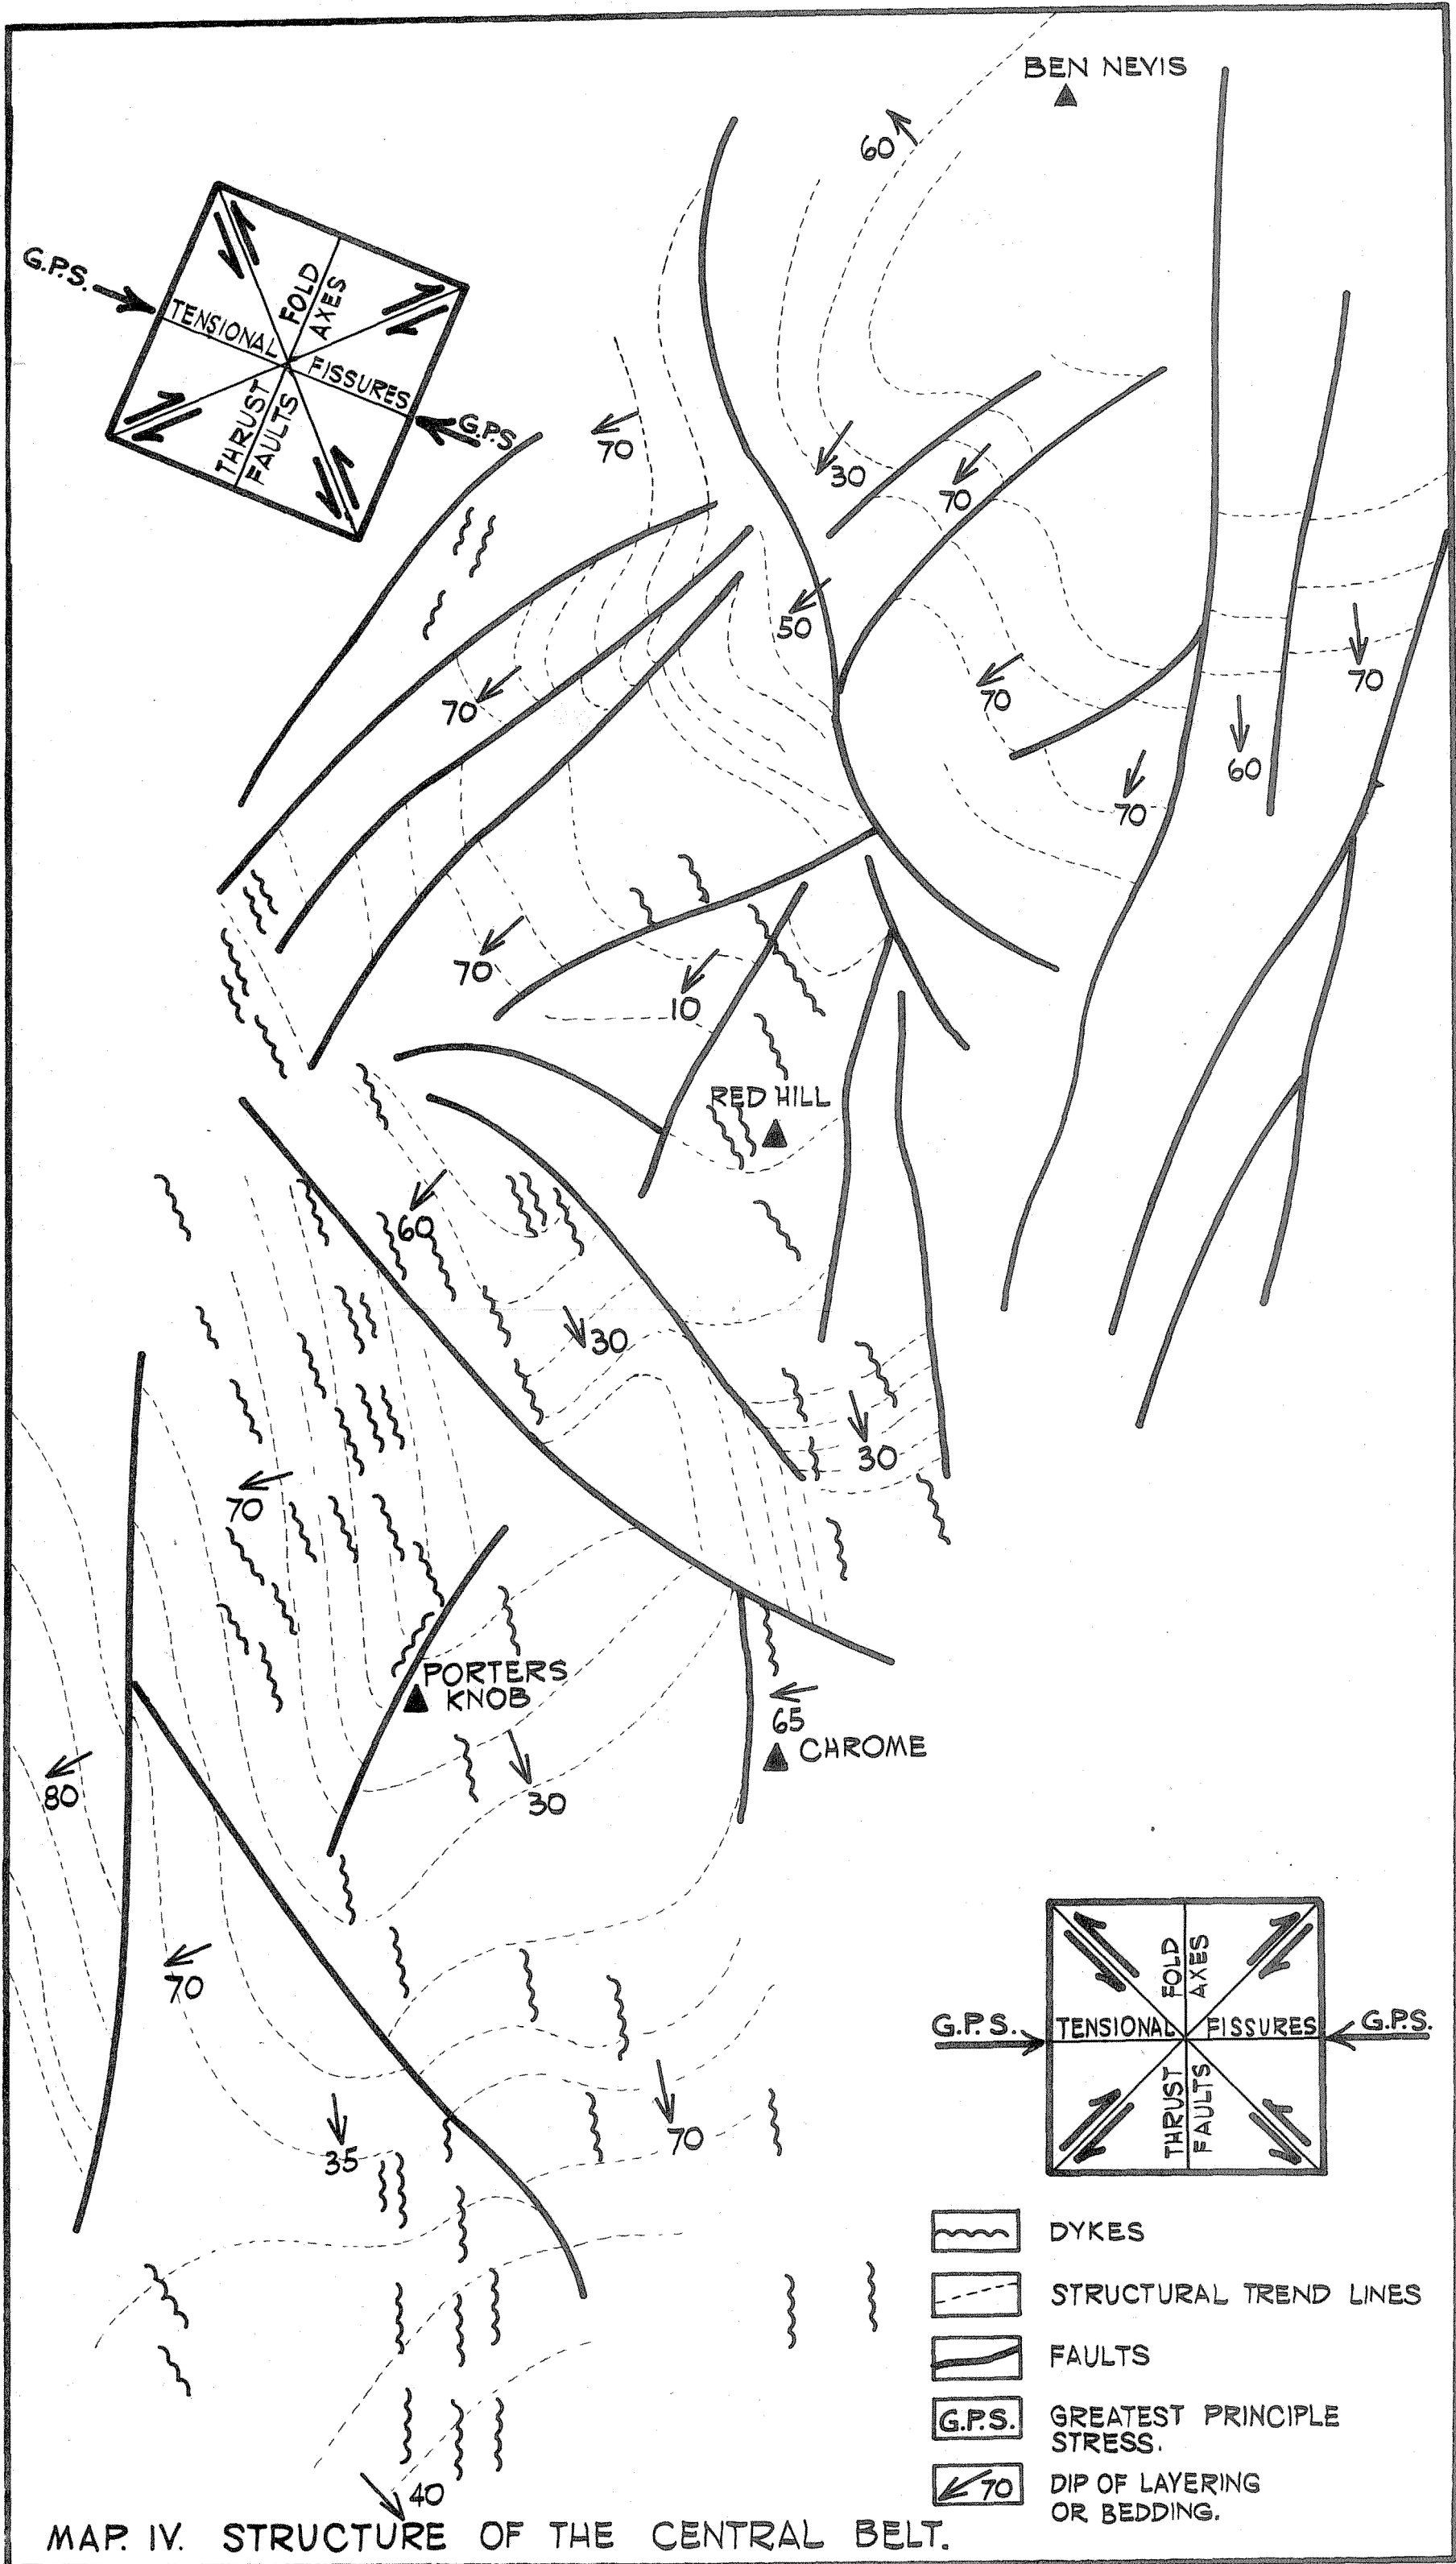 BEN NEVIS
60
G.P.S.
FOLD
AXES
TENSIONAL
FISSURES
THRUST
FAULTS
G.P.S.
70
30
70
50
70
70
70
60
70
70
10
RED HILL
60
30
30
70
PORTERS
KNOB
65
CHROME
80
30
70
FOLD
AXES
G.P.S.
TENSIONAL
FISSURES
G.P.S.
THRUST
FAULTS
35
70
DYKES
STRUCTURAL TREND LINES
FAULTS
G.P.S.
GREATEST PRINCIPLE
STRESS.
70
DIP OF LAYERING
OR BEDDING.
40
MAP. IV. STRUCTURE OF THE CENTRAL BELT.